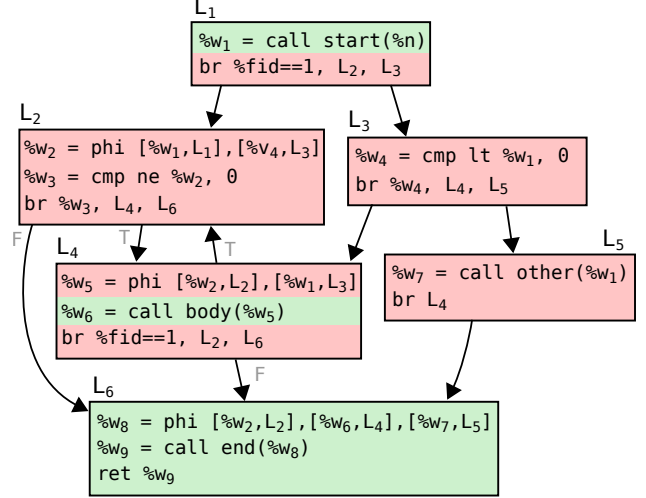 L₁
%w₁ = call start(%n)
br %fid==1, L₂, L₃
L₂
%w₂ = phi [%w₁,L₁],[%v₄,L₃]
%w₃ = cmp ne %w₂, 0
br %w₃, L₄, L₆
L₃
%w₄ = cmp lt %w₁, 0
br %w₄, L₄, L₅
F
T
T
L₄
%w₅ = phi [%w₂,L₂],[%w₁,L₃]
%w₆ = call body(%w₅)
br %fid==1, L₂, L₆
L₅
%w₇ = call other(%w₁)
br L₄
F
L₆
%w₈ = phi [%w₂,L₂],[%w₆,L₄],[%w₇,L₅]
%w₉ = call end(%w₈)
ret %w₉